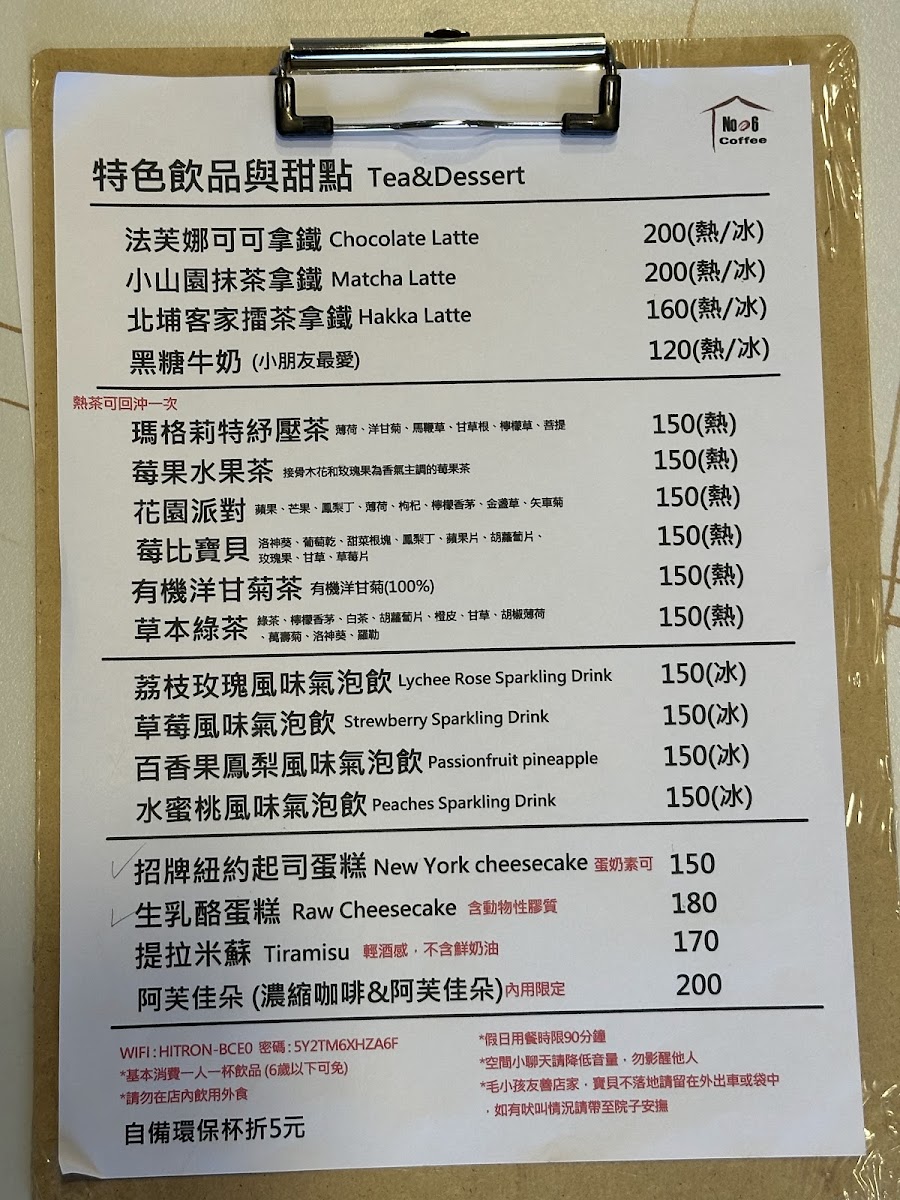 No 6
Coffee
特色飲品與甜點 Tea&Dessert
法芙娜可可拿鐵 Chocolate Latte 200(熱/冰)
小山園抹茶拿鐵 Matcha Latte 200(熱/冰)
北埔客家擂茶拿鐵 Hakka Latte 160(熱/冰)
黑糖牛奶 (小朋友最愛) 120(熱/冰)
熱茶可回沖一次
瑪格莉特紓壓茶 薄荷、洋甘菊、馬鞭草、甘草根、檸檬草、菩提 150(熱)
莓果水果茶 接骨木花和玫瑰果為香氣主調的莓果茶 150(熱)
花園派對 蘋果、芒果、鳳梨丁、薄荷、枸杞、檸檬香茅、金盞草、矢車菊 150(熱)
莓比寶貝 洛神葵、葡萄乾、甜菜根塊、鳳梨丁、蘋果片、胡蘿蔔片、 150(熱)
玫瑰果、甘草、草莓片
有機洋甘菊茶 有機洋甘菊(100%) 150(熱)
草本綠茶 綠茶、檸檬香茅、白茶、胡蘿蔔片、橙皮、甘草、胡椒薄荷 150(熱)
、萬壽菊、洛神葵、羅勒
荔枝玫瑰風味氣泡飲 Lychee Rose Sparkling Drink 150(冰)
草莓風味氣泡飲 Strewberry Sparkling Drink 150(冰)
百香果鳳梨風味氣泡飲 Passionfruit pineapple 150(冰)
水蜜桃風味氣泡飲 Peaches Sparkling Drink 150(冰)
招牌紐約起司蛋糕 New York cheesecake 蛋奶素可 150
生乳酪蛋糕 Raw Cheesecake 含動物性膠質 180
提拉米蘇 Tiramisu 輕酒感，不含鮮奶油 170
阿芙佳朵 (濃縮咖啡&阿芙佳朵)內用限定 200
WIFI:HITRON-BCE0 密碼:5Y2TM6XHZA6F
*基本消費一人一杯飲品 (6歲以下可免)
*請勿在店內飲用外食
自備環保杯折5元
*假日用餐時限90分鐘
*空間小聊天請降低音量，勿影醒他人
*毛小孩友善店家，寶貝不落地請留在外出車或袋中
，如有吠叫情況請帶至院子安撫